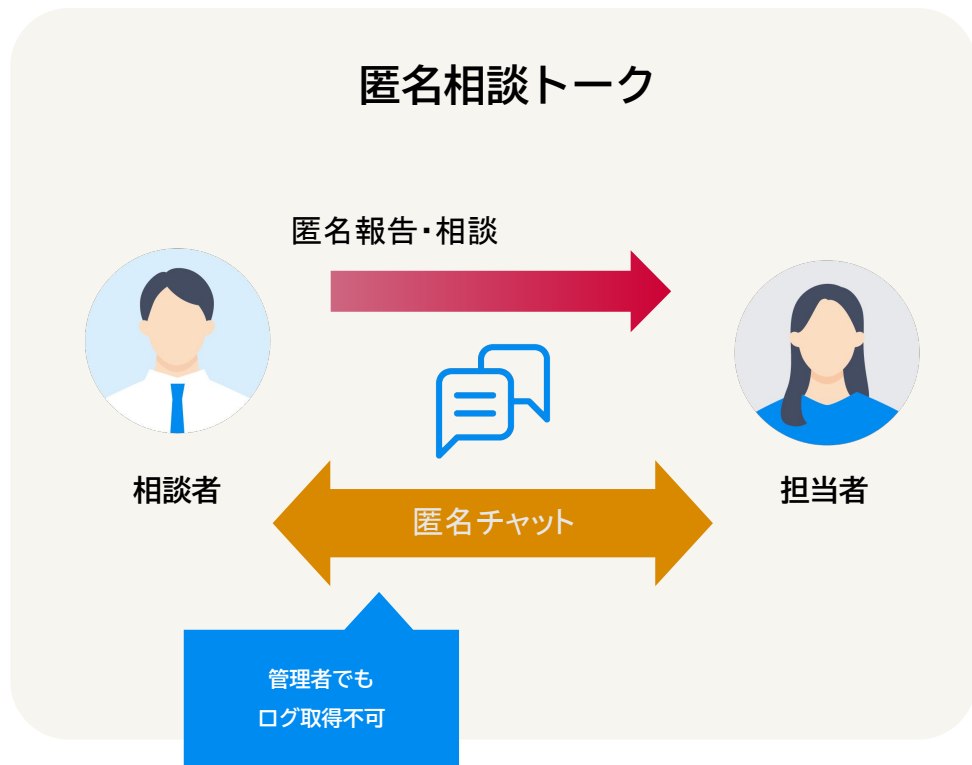 匿名相談トーク
匿名報告・相談
相談者
担当者
匿名チャット
管理者でも
ログ取得不可